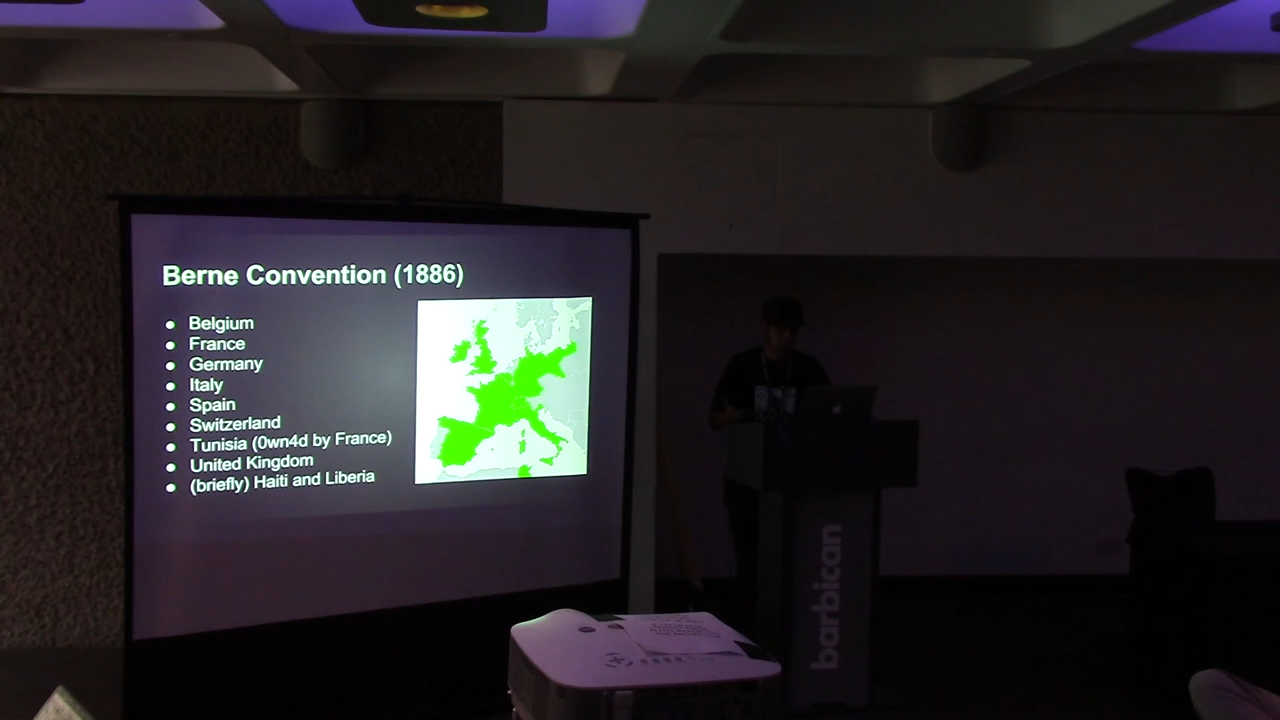 Berne Convention (1886)
● Belgium
● France
● Germany
● Italy
● Spain
● Switzerland
● Tunisia (0wn4d by France)
● United Kingdom
● (briefly) Haiti and Liberia
barbican